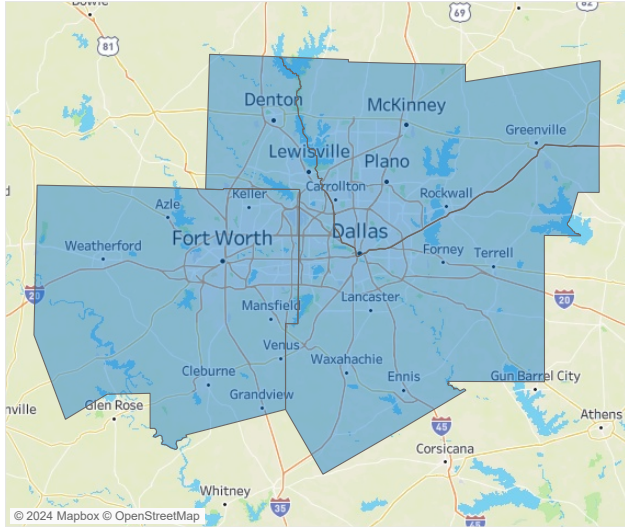 Bowie
81
69
82
Denton
McKinney
Greenville
Lewisville
Plano
Carrollton
Keller
Rockwall
Azle
Fort Worth
Dallas
Weatherford
Forney
Terrell
20
Mansfield
Lancaster
20
Venus
Waxahachie
Cleburne
Ennis
Gun Barrel City
Grandview
Glen Rose
nville
Athens
45
Corsicana
Whitney
35
45
© 2024 Mapbox © OpenStreetMap